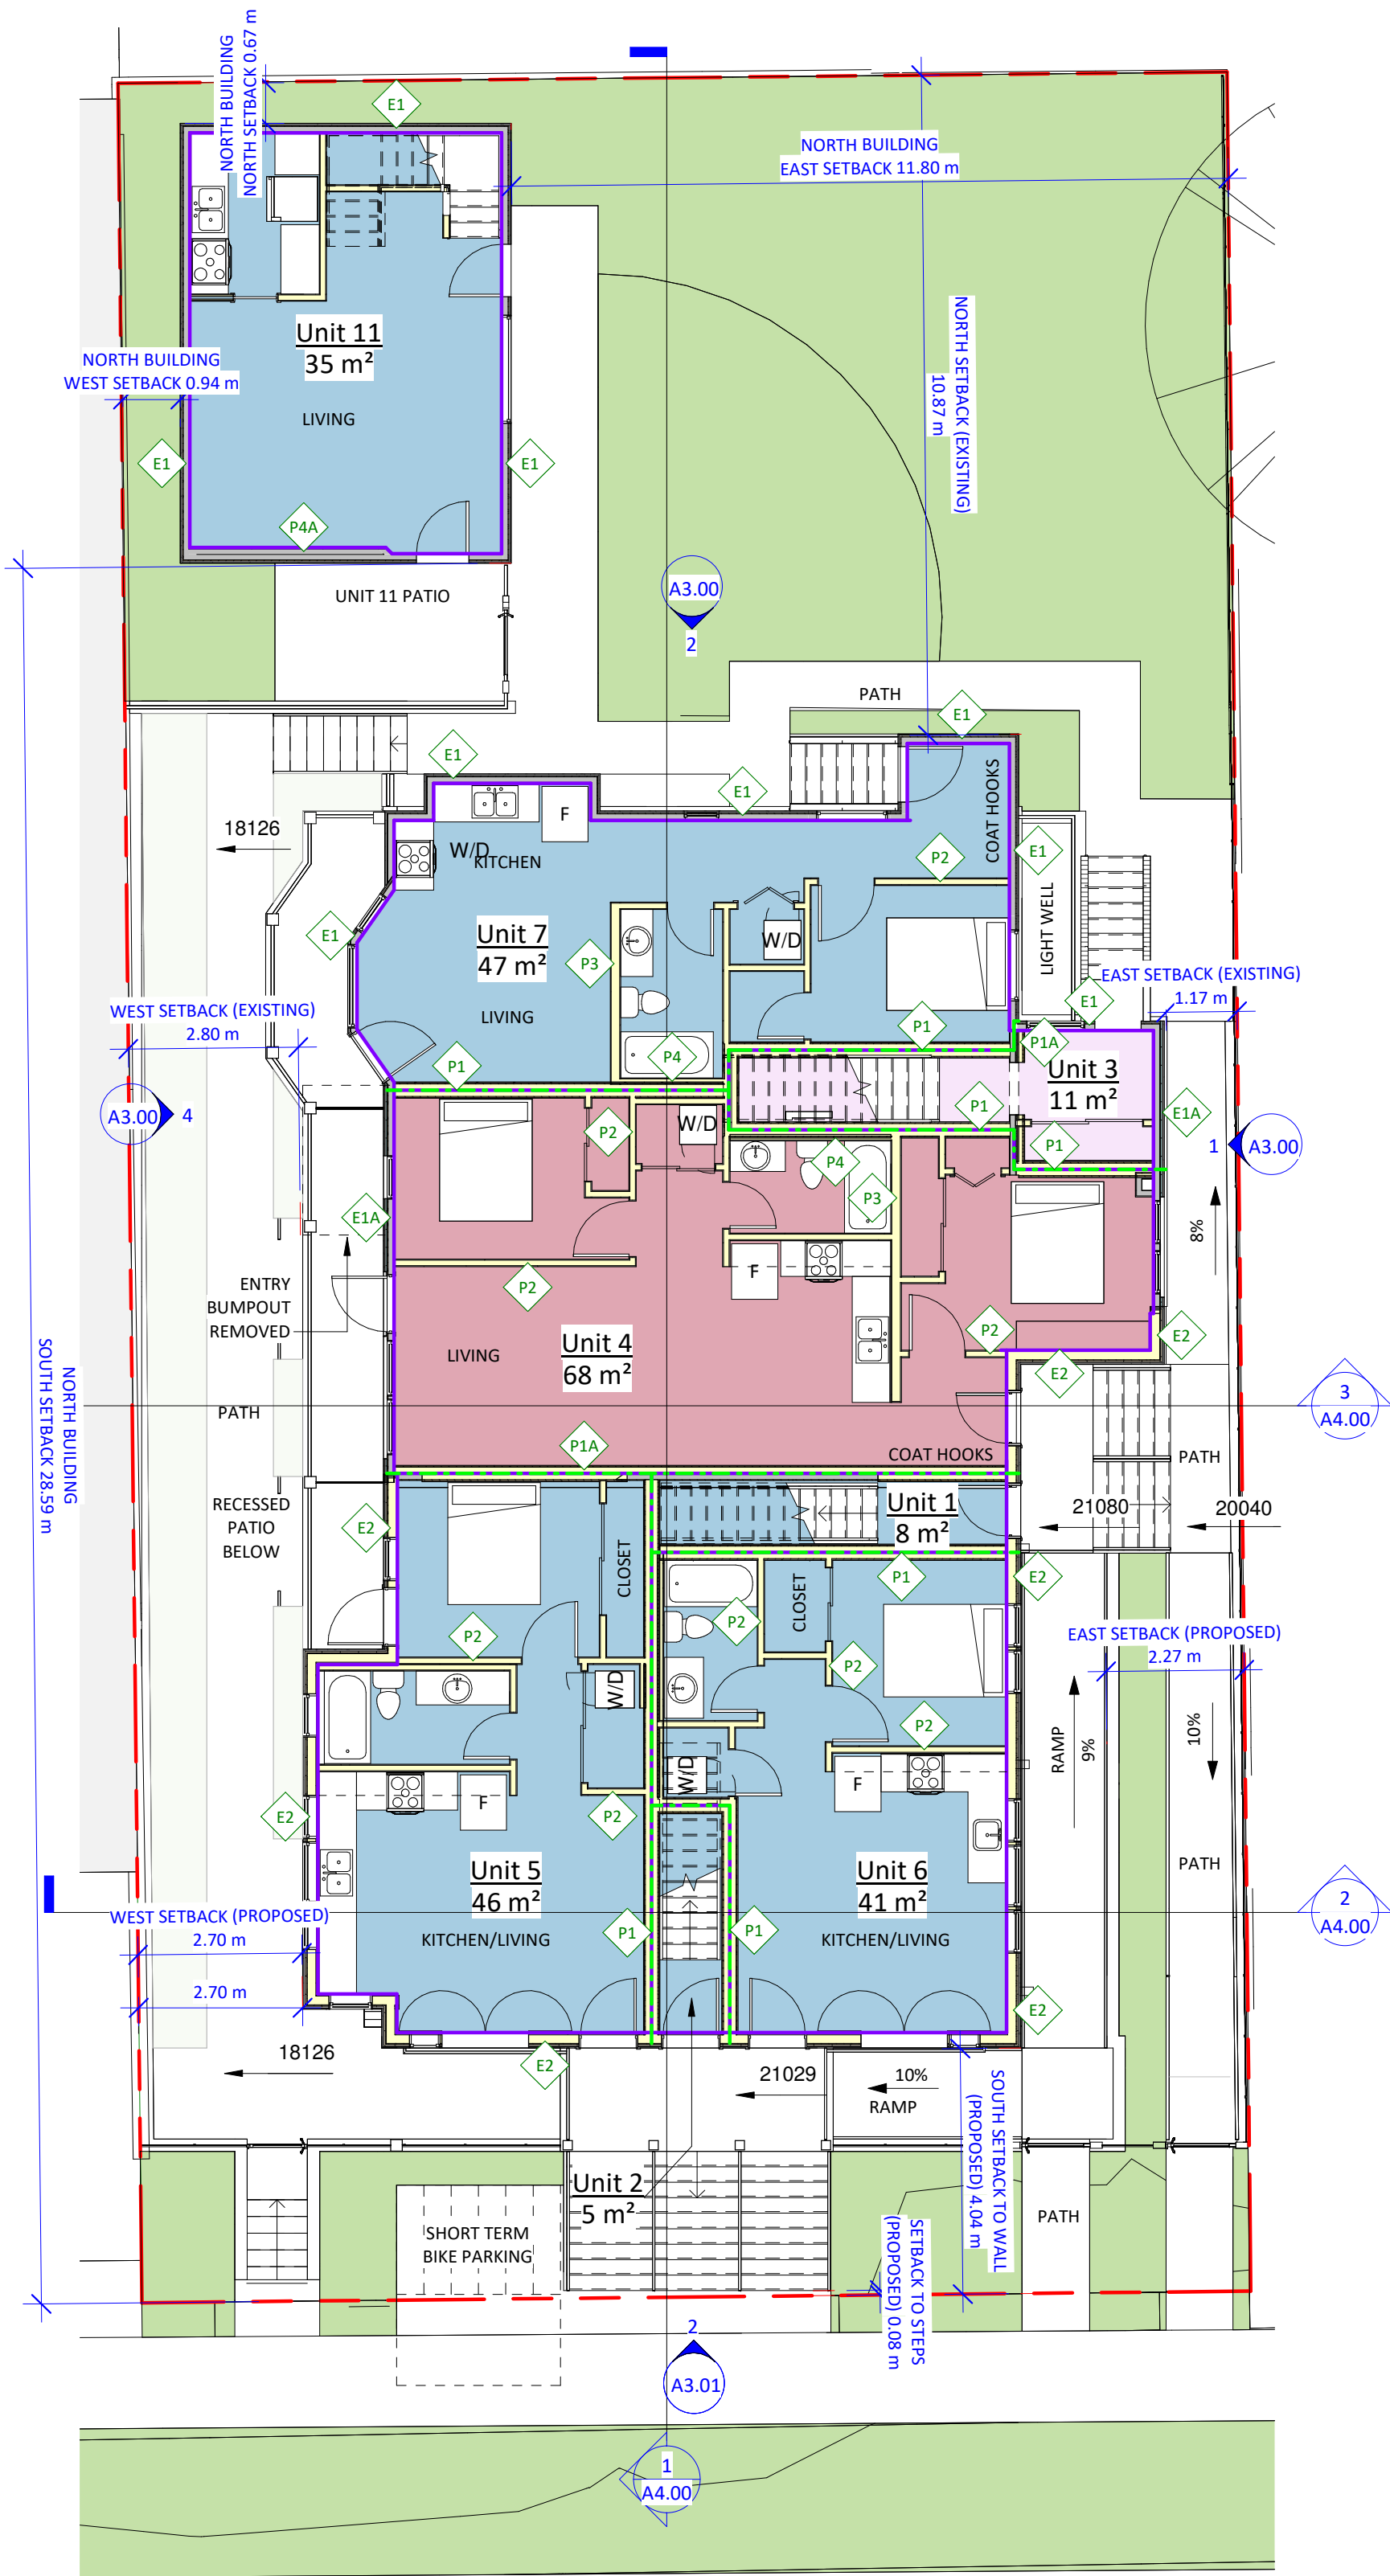 NORTH BUILDING
NORTH SETBACK 0.67 m
E1
NORTH BUILDING
EAST SETBACK 11.80 m
Unit 11
35 m²
LIVING
NORTH BUILDING
WEST SETBACK 0.94 m
E1
E1
P4A
NORTH SETBACK (EXISTING)
10.87 m
UNIT 11 PATIO
A3.00
2
PATH
E1
E1
E1
COAT HOOKS
F
18126
W/D
KITCHEN
P2
E1
LIGHT WELL
E1
Unit 7
47 m²
P3
W/D
EAST SETBACK (EXISTING)
1.17 m
WEST SETBACK (EXISTING)
2.80 m
LIVING
E1
P1
P1A
P1
P4
Unit 3
11 m²
A3.00
4
P1
E1A
P2
W/D
P1
1
A3.00
P4
P3
E1A
8%
ENTRY
BUMPOUT
REMOVED
P2
F
P2
E2
Unit 4
68 m²
LIVING
E2
NORTH BUILDING
SOUTH SETBACK 28.59 m
3
A4.00
PATH
P1A
COAT HOOKS
PATH
RECESSED
PATIO
BELOW
E2
Unit 1
8 m²
21080
20040
CLOSET
CLOSET
P1
E2
P2
P2
EAST SETBACK (PROPOSED)
2.27 m
P2
W/D
P2
RAMP
9%
10%
W/D
F
F
E2
P2
Unit 5
46 m²
Unit 6
41 m²
PATH
2
A4.00
WEST SETBACK (PROPOSED)
2.70 m
KITCHEN/LIVING
P1
P1
KITCHEN/LIVING
2.70 m
E2
18126
E2
21029
10%
RAMP
SOUTH SETBACK TO WALL
(PROPOSED) 4.04 m
Unit 2
5 m²
PATH
SHORT TERM
BIKE PARKING
SETBACK TO STEPS
(PROPOSED) 0.08 m
2
A3.01
1
A4.00